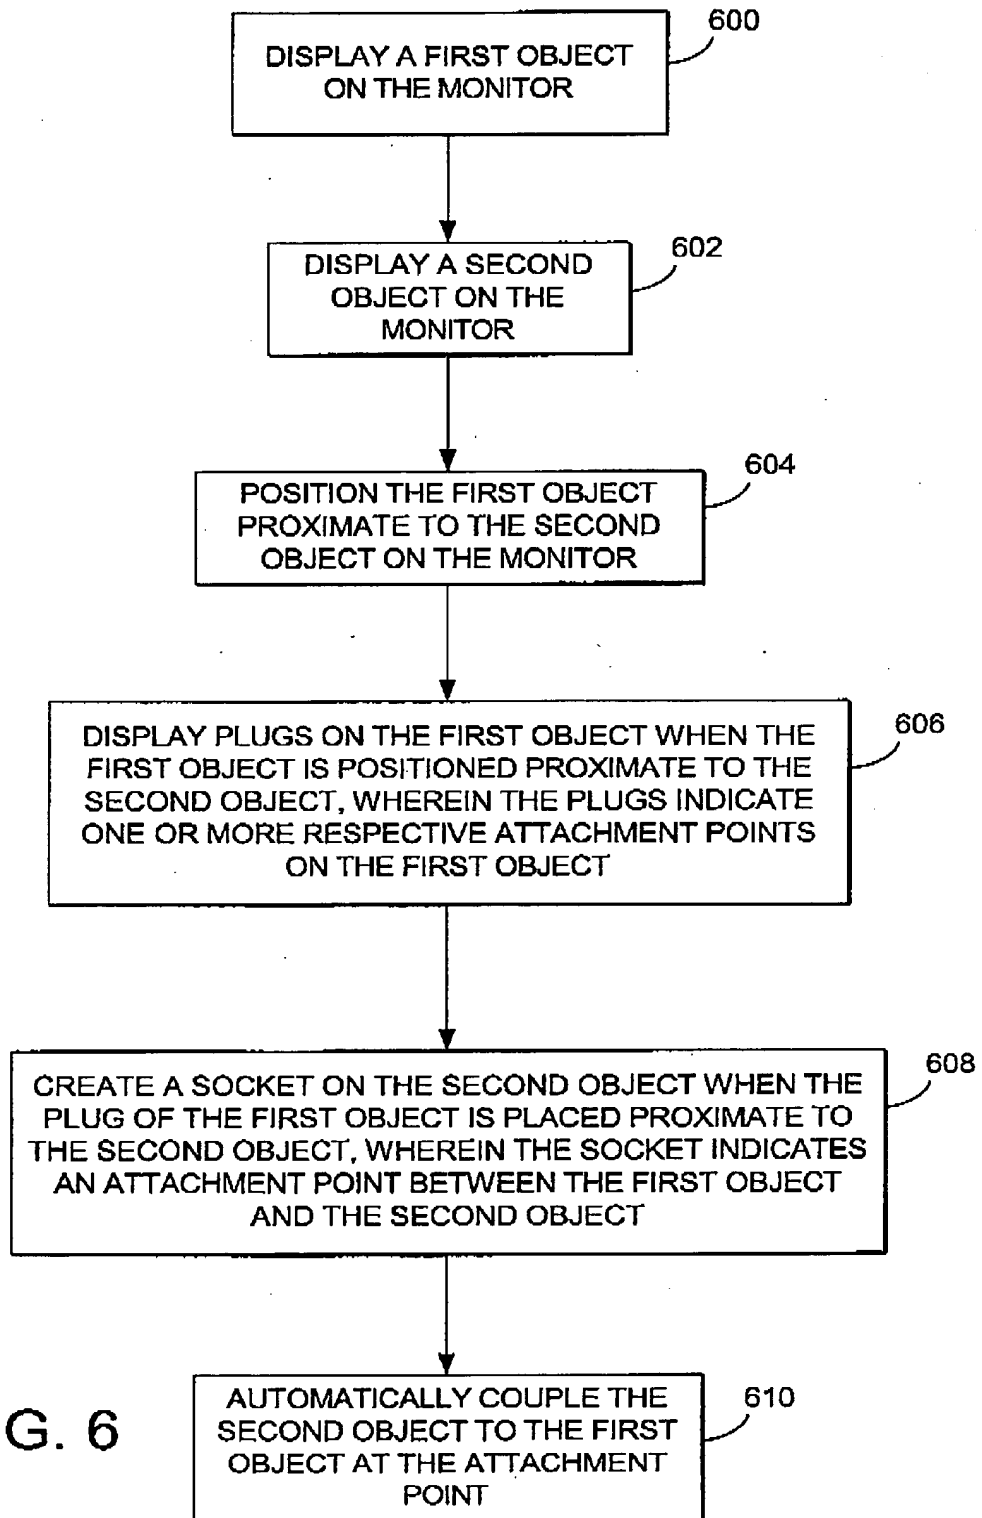 600
DISPLAY A FIRST OBJECT
ON THE MONITOR
602
DISPLAY A SECOND
OBJECT ON THE
MONITOR
604
POSITION THE FIRST OBJECT
PROXIMATE TO THE SECOND
OBJECT ON THE MONITOR
606
DISPLAY PLUGS ON THE FIRST OBJECT WHEN THE
FIRST OBJECT IS POSITIONED PROXIMATE TO THE
SECOND OBJECT, WHEREIN THE PLUGS INDICATE
ONE OR MORE RESPECTIVE ATTACHMENT POINTS
ON THE FIRST OBJECT
608
CREATE A SOCKET ON THE SECOND OBJECT WHEN THE
PLUG OF THE FIRST OBJECT IS PLACED PROXIMATE TO
THE SECOND OBJECT, WHEREIN THE SOCKET INDICATES
AN ATTACHMENT POINT BETWEEN THE FIRST OBJECT
AND THE SECOND OBJECT
610
AUTOMATICALLY COUPLE THE
SECOND OBJECT TO THE FIRST
OBJECT AT THE ATTACHMENT
POINT
G. 6